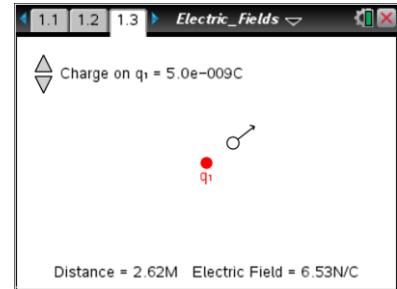 1.1 1.2 1.3 Electric_Fields
Charge on q₁ = 5.0e-009C
q₁
Distance = 2.62M Electric Field = 6.53N/C